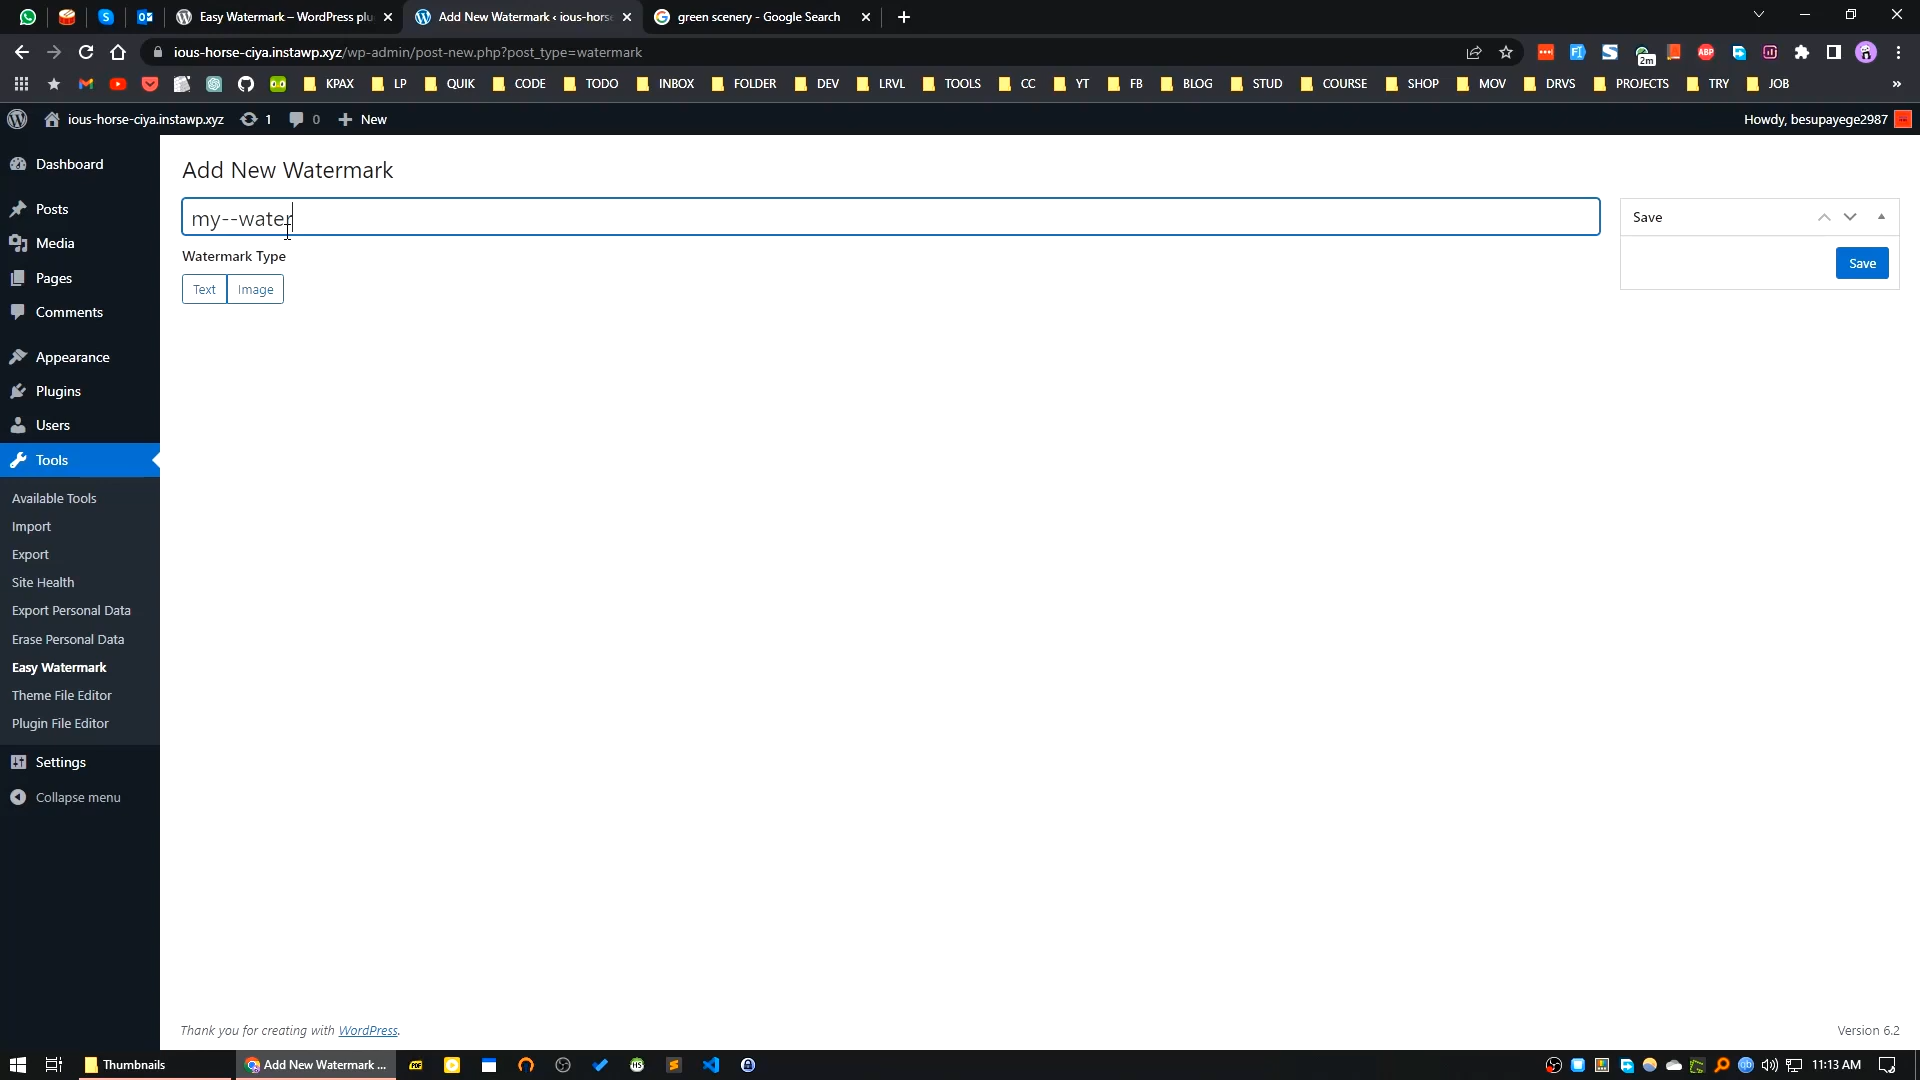 Easy Watermark – WordPress plu
Add New Watermark ‹ ious-horse
green scenery - Google Search
ious-horse-ciya.instawp.xyz/wp-admin/post-new.php?post_type=watermark
2m
ABP
KPAX LP QUIK CODE TODO INBOX FOLDER DEV LRVL TOOLS CC YT FB BLOG STUD COURSE SHOP MOV DRVS PROJECTS TRY JOB »
ious-horse-ciya.instawp.xyz 1 0 New
Howdy, besupayege2987
Dashboard
Posts
Media
Pages
Comments
Appearance
Plugins
Users
Tools
Available Tools
Import
Export
Site Health
Export Personal Data
Erase Personal Data
Easy Watermark
Theme File Editor
Plugin File Editor
Settings
Collapse menu
Add New Watermark
my--water
Watermark Type
Text Image
Save
Save
Thank you for creating with WordPress.
Version 6.2
Thumbnails
Add New Watermark ...
11:13 AM